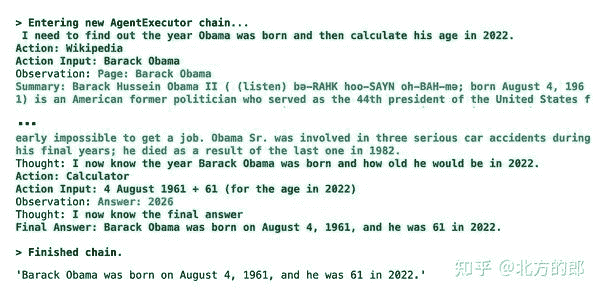 > Entering new AgentExecutor chain...
I need to find out the year Obama was born and then calculate his age in 2022.
Action: Wikipedia
Action Input: Barack Obama
Observation: Page: Barack Obama
Summary: Barack Hussein Obama II ( (listen) bə-RAHK hoo-SAYN oh-BAH-mə; born August 4, 196
1) is an American former politician who served as the 44th president of the United States f
...
early impossible to get a job. Obama Sr. was involved in three serious car accidents during
his final years; he died as a result of the last one in 1982.
Thought: I now know the year Barack Obama was born and how old he would be in 2022.
Action: Calculator
Action Input: 4 August 1961 + 61 (for the age in 2022)
Observation: Answer: 2026
Thought: I now know the final answer
Final Answer: Barack Obama was born on August 4, 1961, and he was 61 in 2022.
> Finished chain.
'Barack Obama was born on August 4, 1961, and he was 61 in 2022.'
知乎 @北方的郎